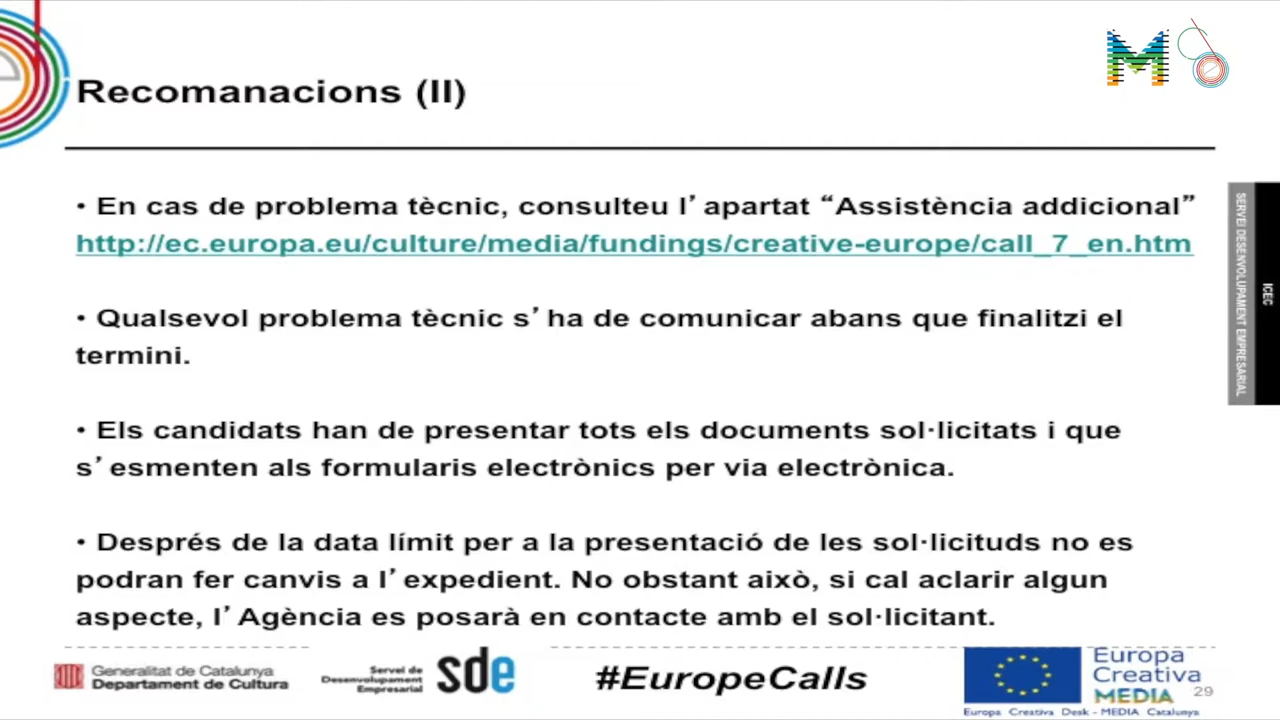 Recomanacions (II)
• En cas de problema tècnic, consulteu l’apartat “Assistència addicional”
http://ec.europa.eu/culture/media/fundings/creative-europe/call_7_en.htm
• Qualsevol problema tècnic s’ha de comunicar abans que finalitzi el
termini.
• Els candidats han de presentar tots els documents sol·licitats i que
s’esmenten als formularis electrònics per via electrònica.
• Després de la data límit per a la presentació de les sol·licituds no es
podran fer canvis a l’expedient. No obstant això, si cal aclarir algun
aspecte, l’Agència es posarà en contacte amb el sol·licitant.
SERVEI DESENVOLUPAMENT EMPRESARIAL
ICEC
Generalitat de Catalunya
Departament de Cultura
Servei de
Desenvolupament
Empresarial
sde
#EuropeCalls
Europa
Creativa
MEDIA
29
Europa Creativa Desk - MEDIA Catalunya
M